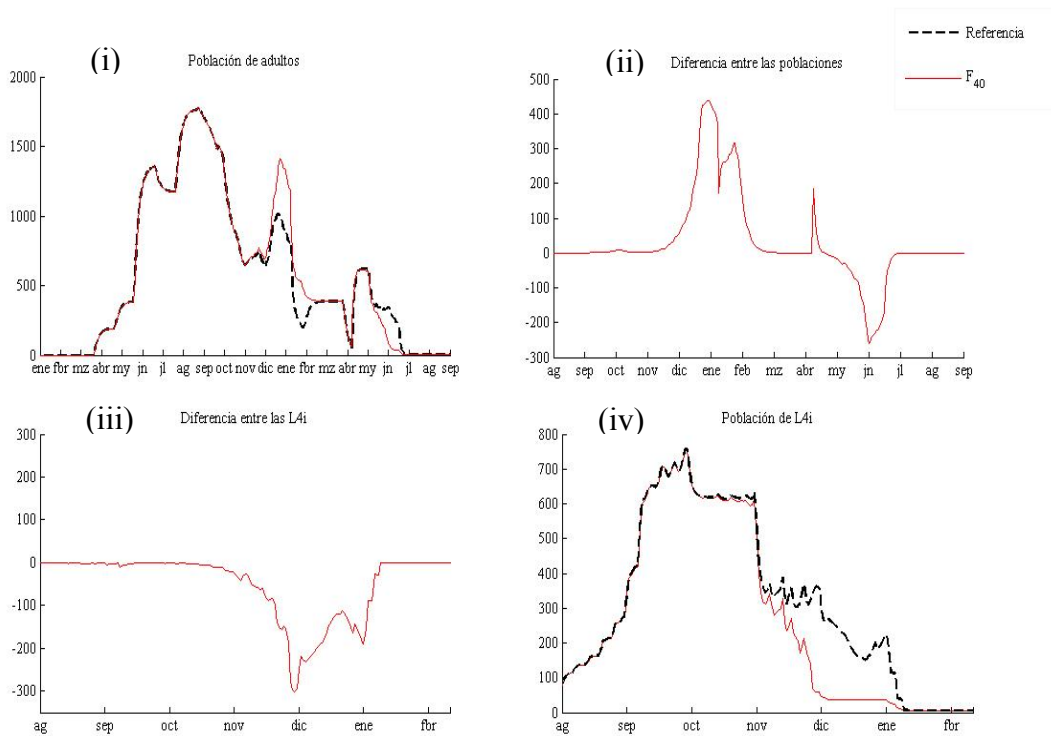 Referencia
F40
(i)
Población de adultos
2000
1500
1000
500
0
ene fbr mz abr my jn jl ag sep oct nov dic ene fbr mz abr my jn jl ag sep
(ii)
Diferencia entre las poblaciones
500
400
300
200
100
0
-100
-200
-300
ag sep oct nov dic ene feb mz abr my jn jl ag sep
(iii)
Diferencia entre las L4i
300
200
100
0
-100
-200
-300
ag sep oct nov dic ene fbr
(iv)
Población de L4i
800
700
600
500
400
300
200
100
0
ag sep oct nov dic ene fbr